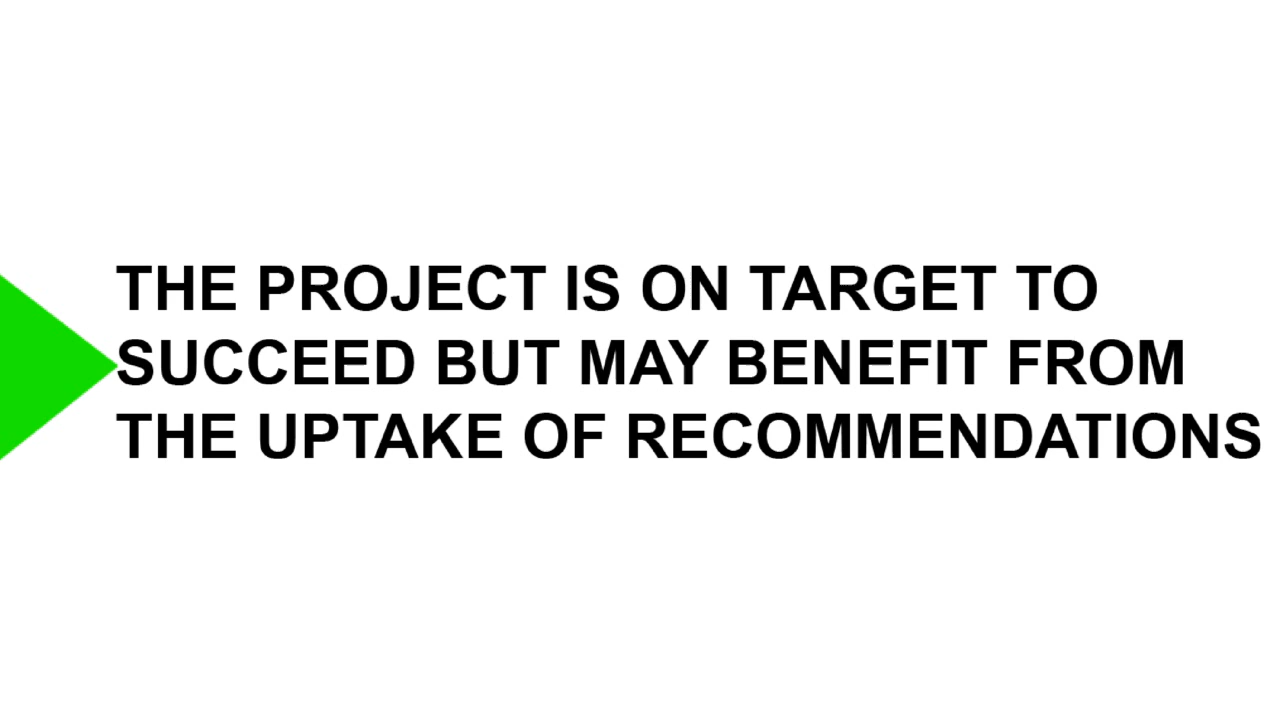 THE PROJECT IS ON TARGET TO
SUCCEED BUT MAY BENEFIT FROM
THE UPTAKE OF RECOMMENDATIONS